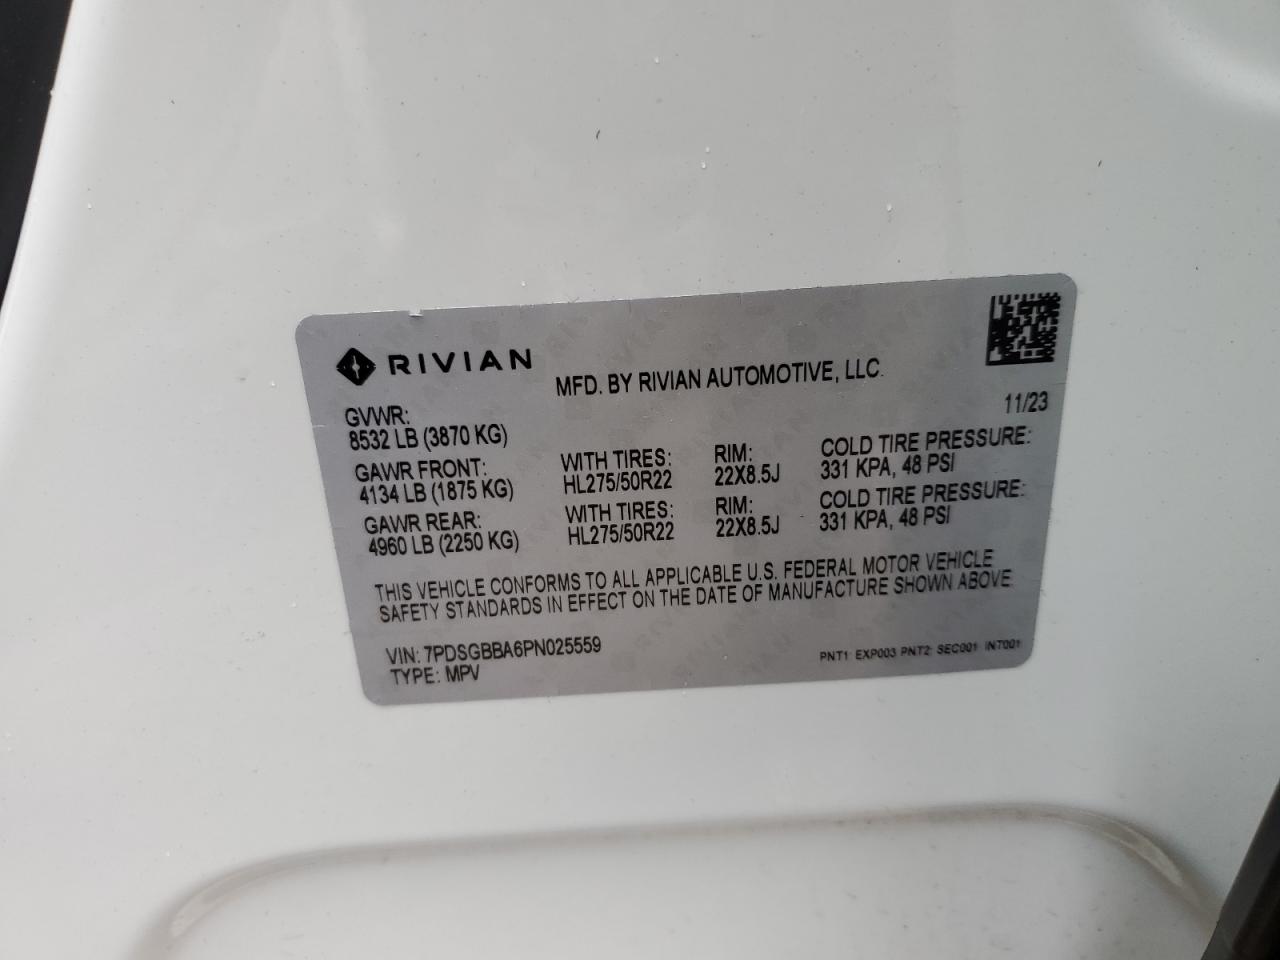 RIVIAN
MFD. BY RIVIAN AUTOMOTIVE, LLC.
11/23
GVWR:
8532 LB (3870 KG)
GAWR FRONT: WITH TIRES: RIM: COLD TIRE PRESSURE:
4134 LB (1875 KG) HL275/50R22 22X8.5J 331 KPA, 48 PSI
GAWR REAR: WITH TIRES: RIM: COLD TIRE PRESSURE:
4960 LB (2250 KG) HL275/50R22 22X8.5J 331 KPA, 48 PSI
THIS VEHICLE CONFORMS TO ALL APPLICABLE U.S. FEDERAL MOTOR VEHICLE
SAFETY STANDARDS IN EFFECT ON THE DATE OF MANUFACTURE SHOWN ABOVE
VIN: 7PDSGBBA6PN025559
TYPE: MPV
PNT1: EXP003 PNT2: SEC001 INT001